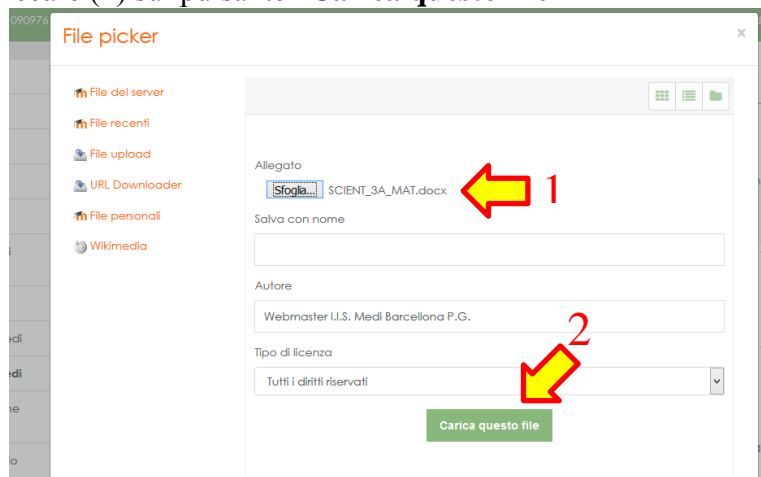 090976
File picker
×
File del server
File recenti
File upload
URL Downloader
File personali
Wikimedia
Allegato
Sfoglia... SCIENT_3A_MAT.docx
1
Salva con nome
Autore
Webmaster I.I.S. Medi Barcellona P.G.
2
Tipo di licenza
Tutti i diritti riservati
Carica questo file
edi
edi
ne
io